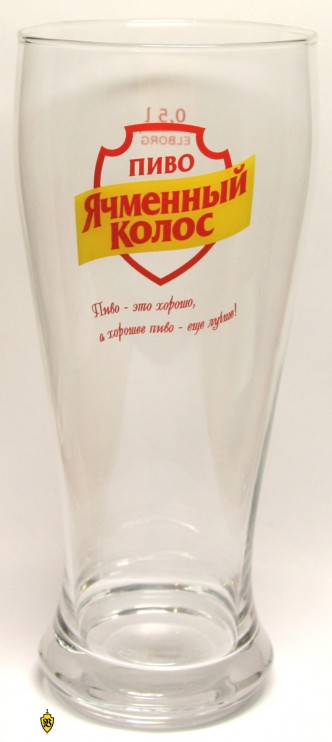 0,5 l
ELBORG
ПИВО
ЯЧМЕННЫЙ
КОЛОС
Пиво - это хорошо,
а хорошее пиво - еще лучше!